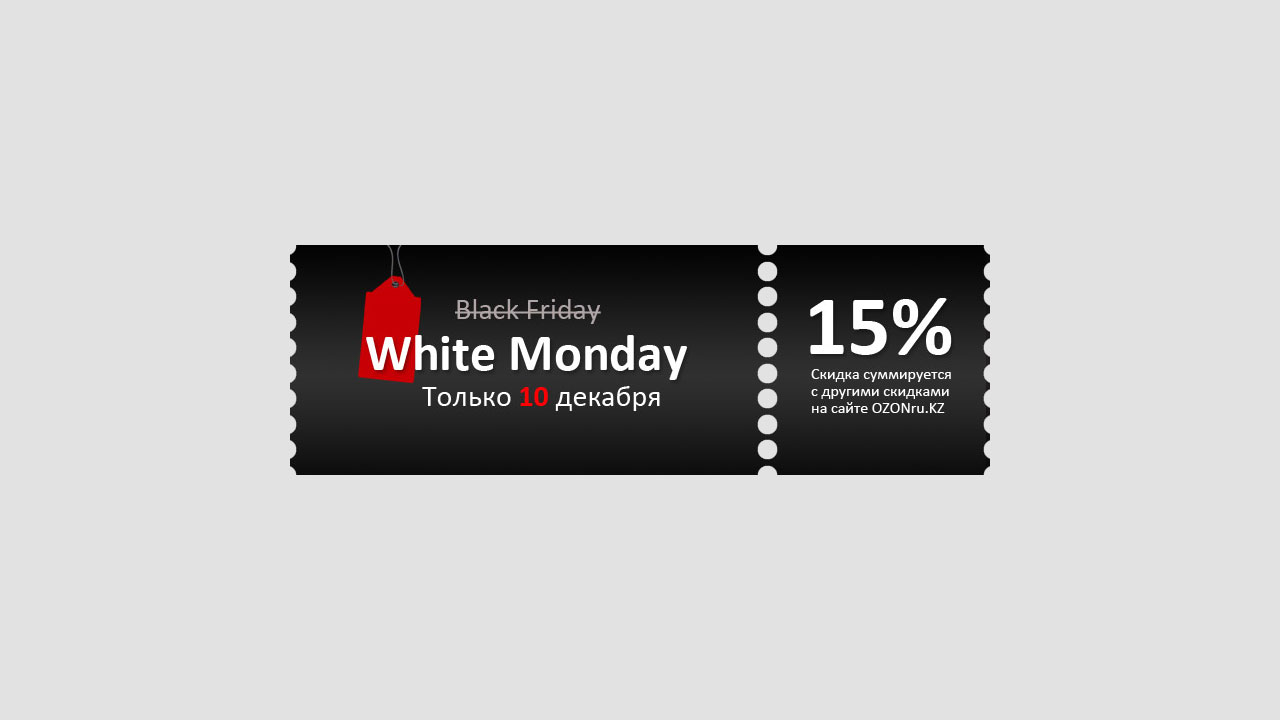 Black Friday
White Monday
Только 10 декабря
15%
Скидка суммируется
с другими скидками
на сайте OZONru.KZ